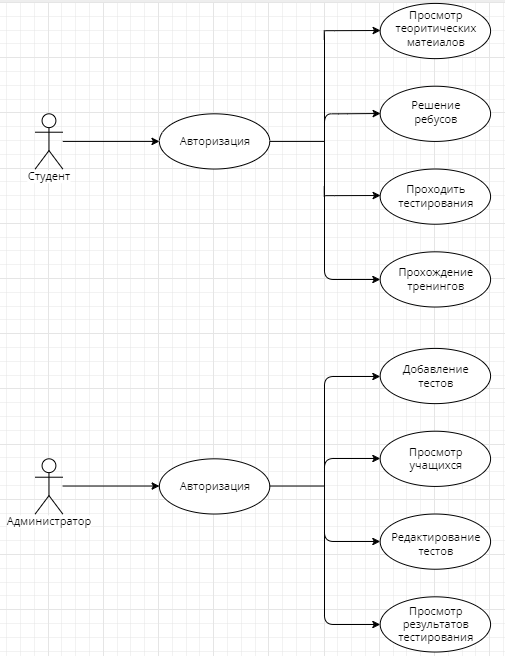 Просмотр
теоритических
матеиалов
Решение
ребусов
Авторизация
Студент
Проходить
тестирования
Прохождение
тренингов
Добавление
тестов
Просмотр
учащихся
Авторизация
Администратор
Редактирование
тестов
Просмотр
результатов
тестирования